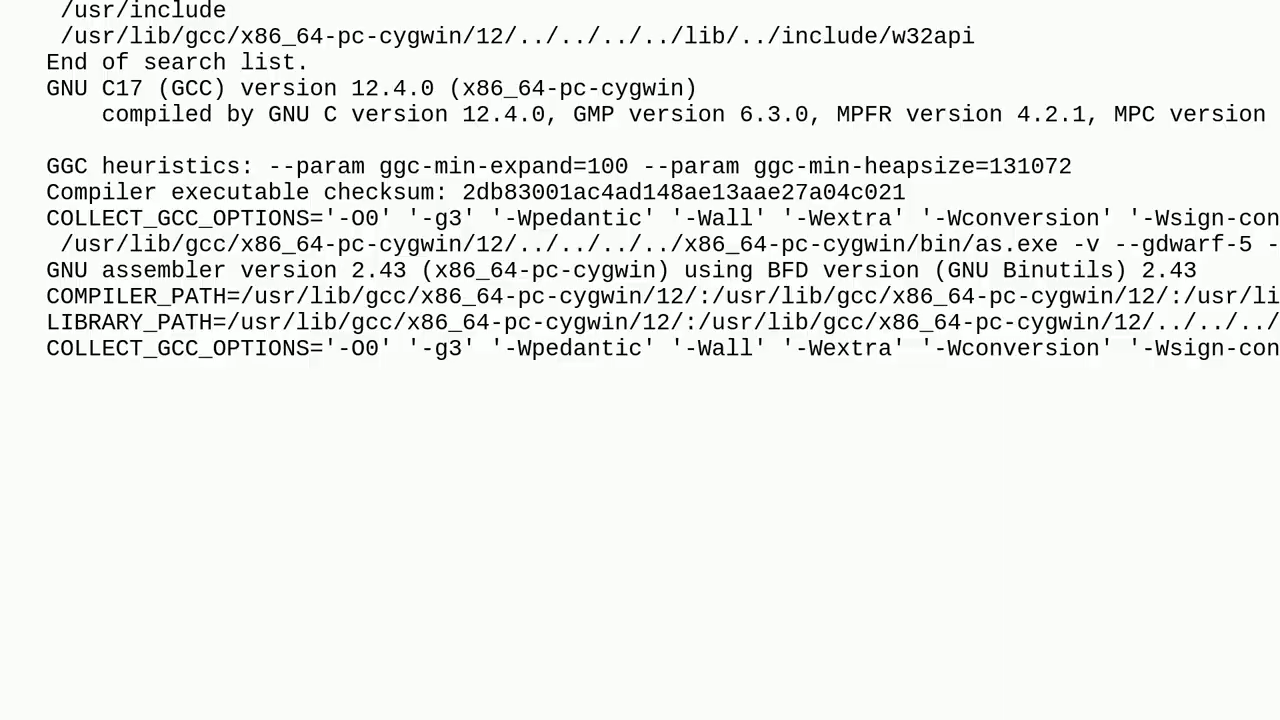 /usr/include
/usr/lib/gcc/x86_64-pc-cygwin/12/../../../../lib/../include/w32api
End of search list.
GNU C17 (GCC) version 12.4.0 (x86_64-pc-cygwin)
compiled by GNU C version 12.4.0, GMP version 6.3.0, MPFR version 4.2.1, MPC version
GGC heuristics: --param ggc-min-expand=100 --param ggc-min-heapsize=131072
Compiler executable checksum: 2db83001ac4ad148ae13aae27a04c021
COLLECT_GCC_OPTIONS='-O0' '-g3' '-Wpedantic' '-Wall' '-Wextra' '-Wconversion' '-Wsign-con
/usr/lib/gcc/x86_64-pc-cygwin/12/../../../../x86_64-pc-cygwin/bin/as.exe -v --gdwarf-5 -
GNU assembler version 2.43 (x86_64-pc-cygwin) using BFD version (GNU Binutils) 2.43
COMPILER_PATH=/usr/lib/gcc/x86_64-pc-cygwin/12/:/usr/lib/gcc/x86_64-pc-cygwin/12/:/usr/li
LIBRARY_PATH=/usr/lib/gcc/x86_64-pc-cygwin/12/:/usr/lib/gcc/x86_64-pc-cygwin/12/../../../
COLLECT_GCC_OPTIONS='-O0' '-g3' '-Wpedantic' '-Wall' '-Wextra' '-Wconversion' '-Wsign-con